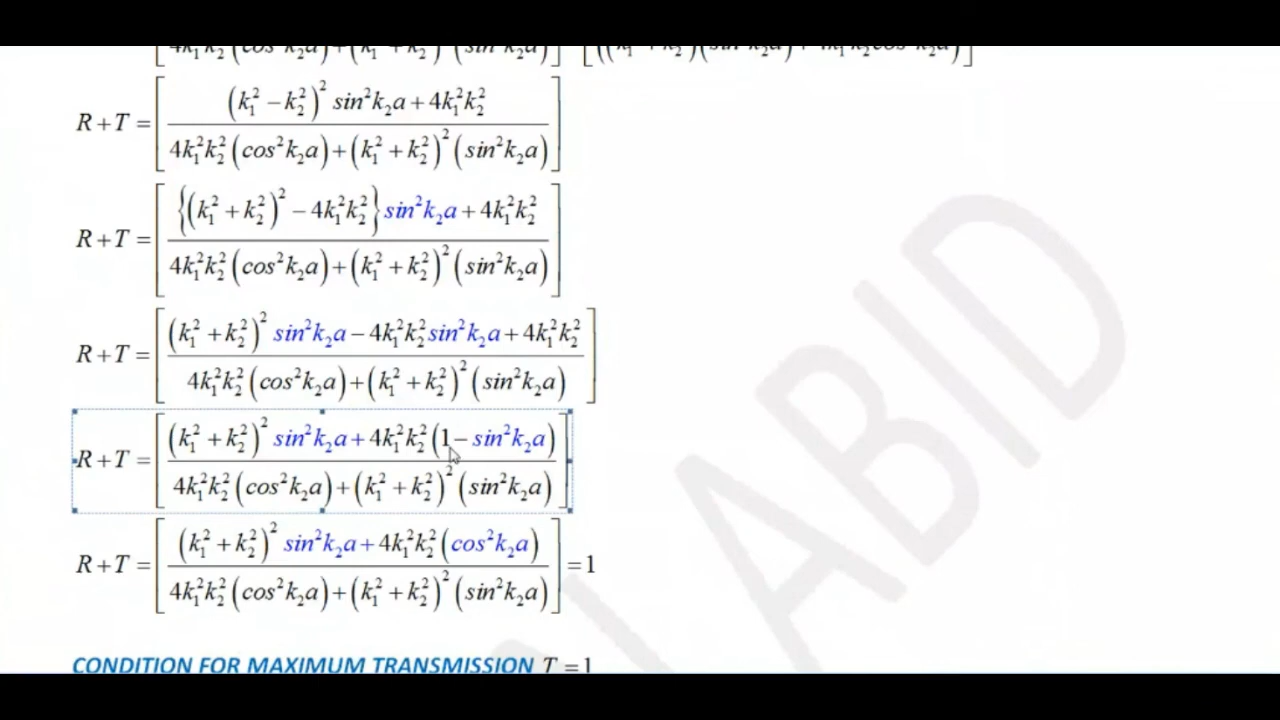 R+T = [ ((k₁² − k₂²)² sin²k₂a + 4k₁²k₂²) / (4k₁²k₂² (cos²k₂a) + (k₁² + k₂²)² (sin²k₂a)) ]
R+T = [ ({(k₁² + k₂²)² − 4k₁²k₂²} sin²k₂a + 4k₁²k₂²) / (4k₁²k₂² (cos²k₂a) + (k₁² + k₂²)² (sin²k₂a)) ]
R+T = [ ((k₁² + k₂²)² sin²k₂a − 4k₁²k₂² sin²k₂a + 4k₁²k₂²) / (4k₁²k₂² (cos²k₂a) + (k₁² + k₂²)² (sin²k₂a)) ]
R+T = [ ((k₁² + k₂²)² sin²k₂a + 4k₁²k₂² (1 − sin²k₂a)) / (4k₁²k₂² (cos²k₂a) + (k₁² + k₂²)² (sin²k₂a)) ]
R+T = [ ((k₁² + k₂²)² sin²k₂a + 4k₁²k₂² (cos²k₂a)) / (4k₁²k₂² (cos²k₂a) + (k₁² + k₂²)² (sin²k₂a)) ] = 1
CONDITION FOR MAXIMUM TRANSMISSION T = 1
ABID